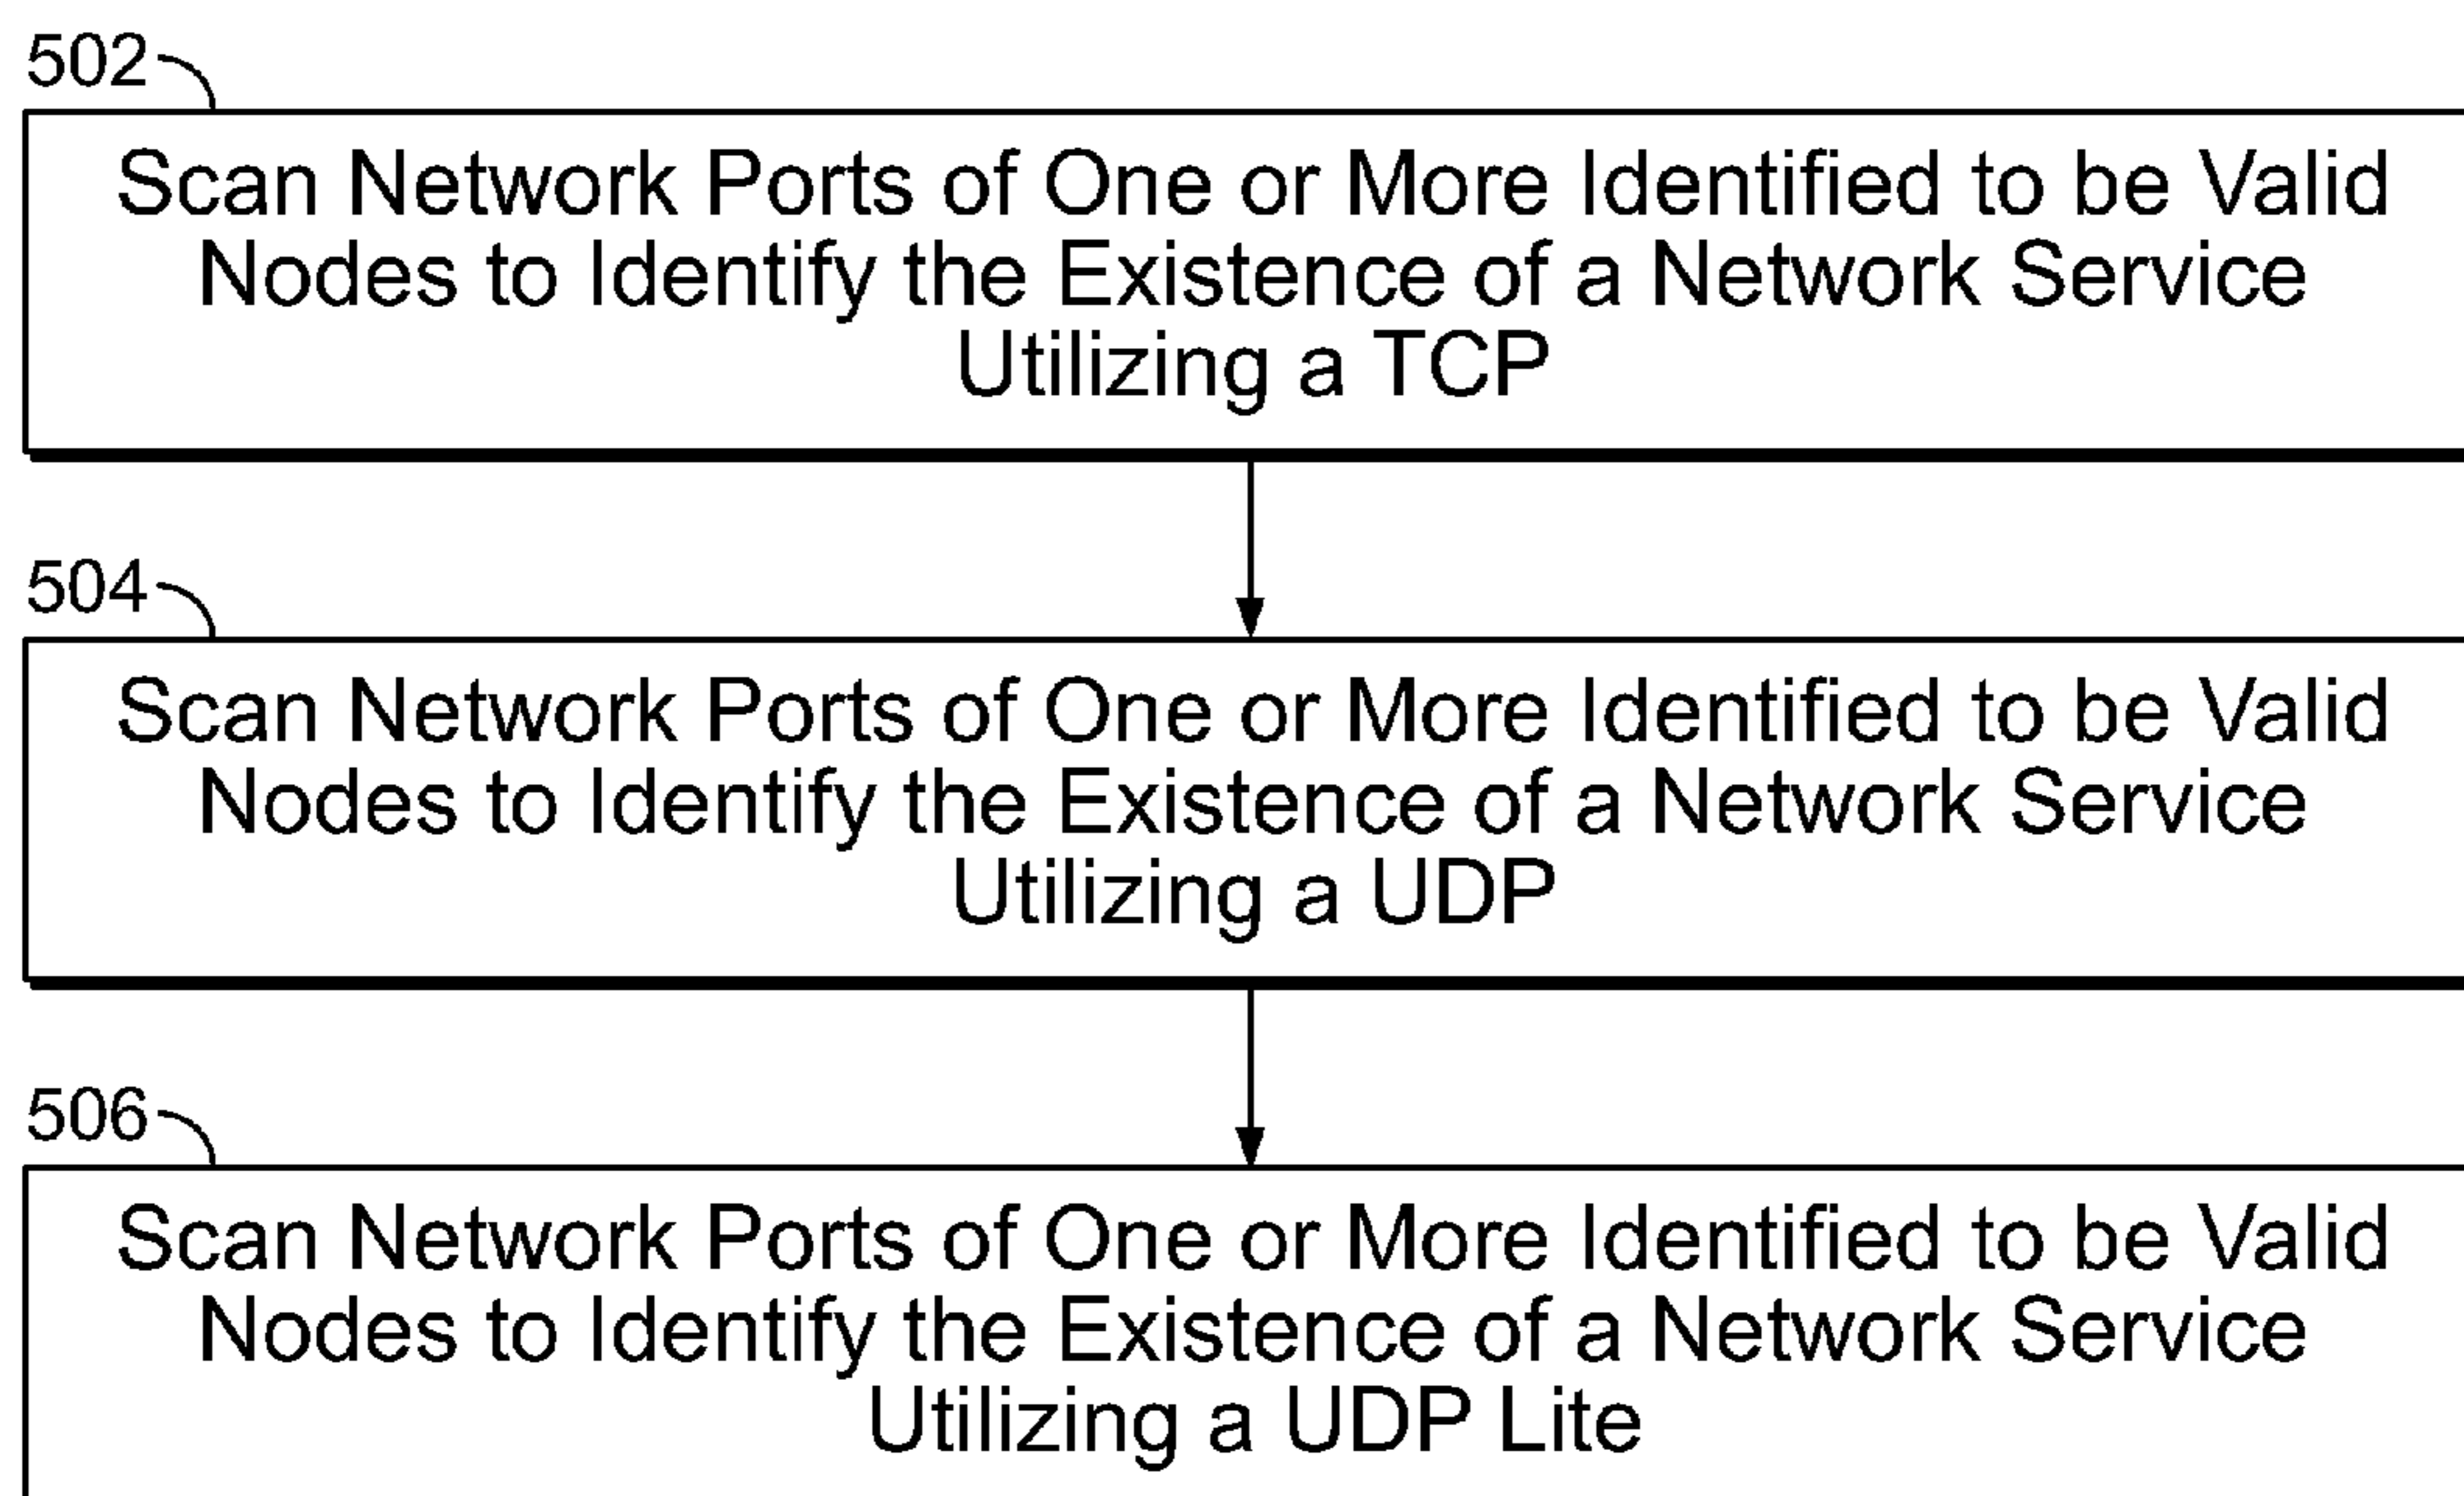 502
Scan Network Ports of One or More Identified to be Valid
Nodes to Identify the Existence of a Network Service
Utilizing a TCP
504
Scan Network Ports of One or More Identified to be Valid
Nodes to Identify the Existence of a Network Service
Utilizing a UDP
506
Scan Network Ports of One or More Identified to be Valid
Nodes to Identify the Existence of a Network Service
Utilizing a UDP Lite